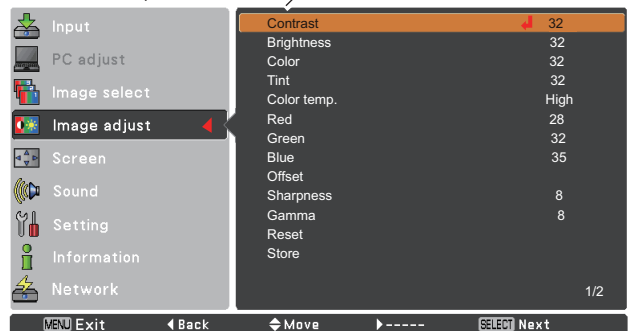 Input
PC adjust
Image select
Image adjust
Screen
Sound
Setting
Information
Network
Contrast 32
Brightness 32
Color 32
Tint 32
Color temp. High
Red 28
Green 32
Blue 35
Offset
Sharpness 8
Gamma 8
Reset
Store
1/2
MENU Exit Back Move ----- SELECT Next